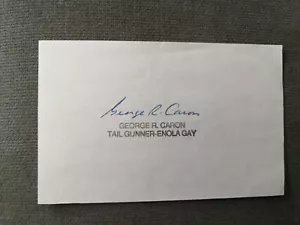 George R. Caron
GEORGE R. CARON
TAIL GUNNER-ENOLA GAY